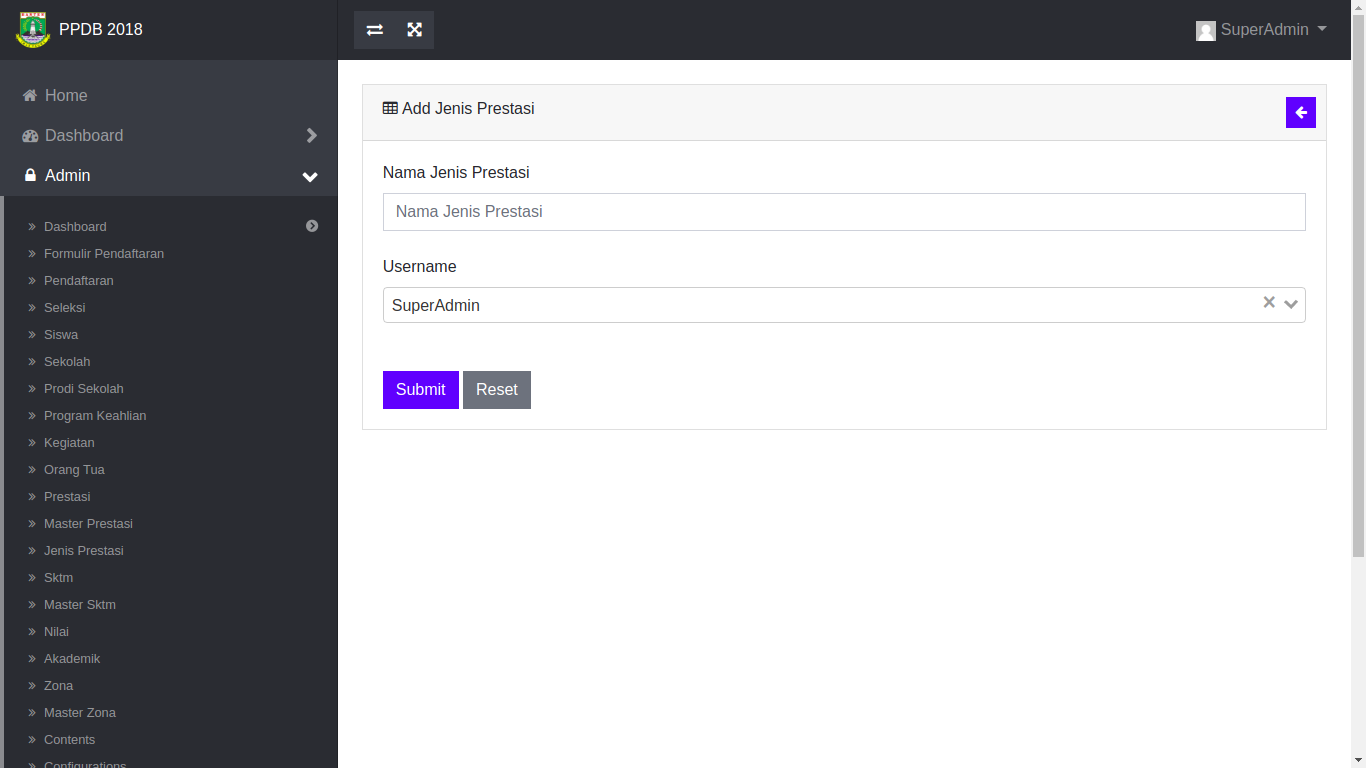 PPDB 2018
SuperAdmin
Home
Dashboard
Admin
Dashboard
Formulir Pendaftaran
Pendaftaran
Seleksi
Siswa
Sekolah
Prodi Sekolah
Program Keahlian
Kegiatan
Orang Tua
Prestasi
Master Prestasi
Jenis Prestasi
Sktm
Master Sktm
Nilai
Akademik
Zona
Master Zona
Contents
Configurations
Add Jenis Prestasi
Nama Jenis Prestasi
Nama Jenis Prestasi
Username
SuperAdmin
Submit Reset